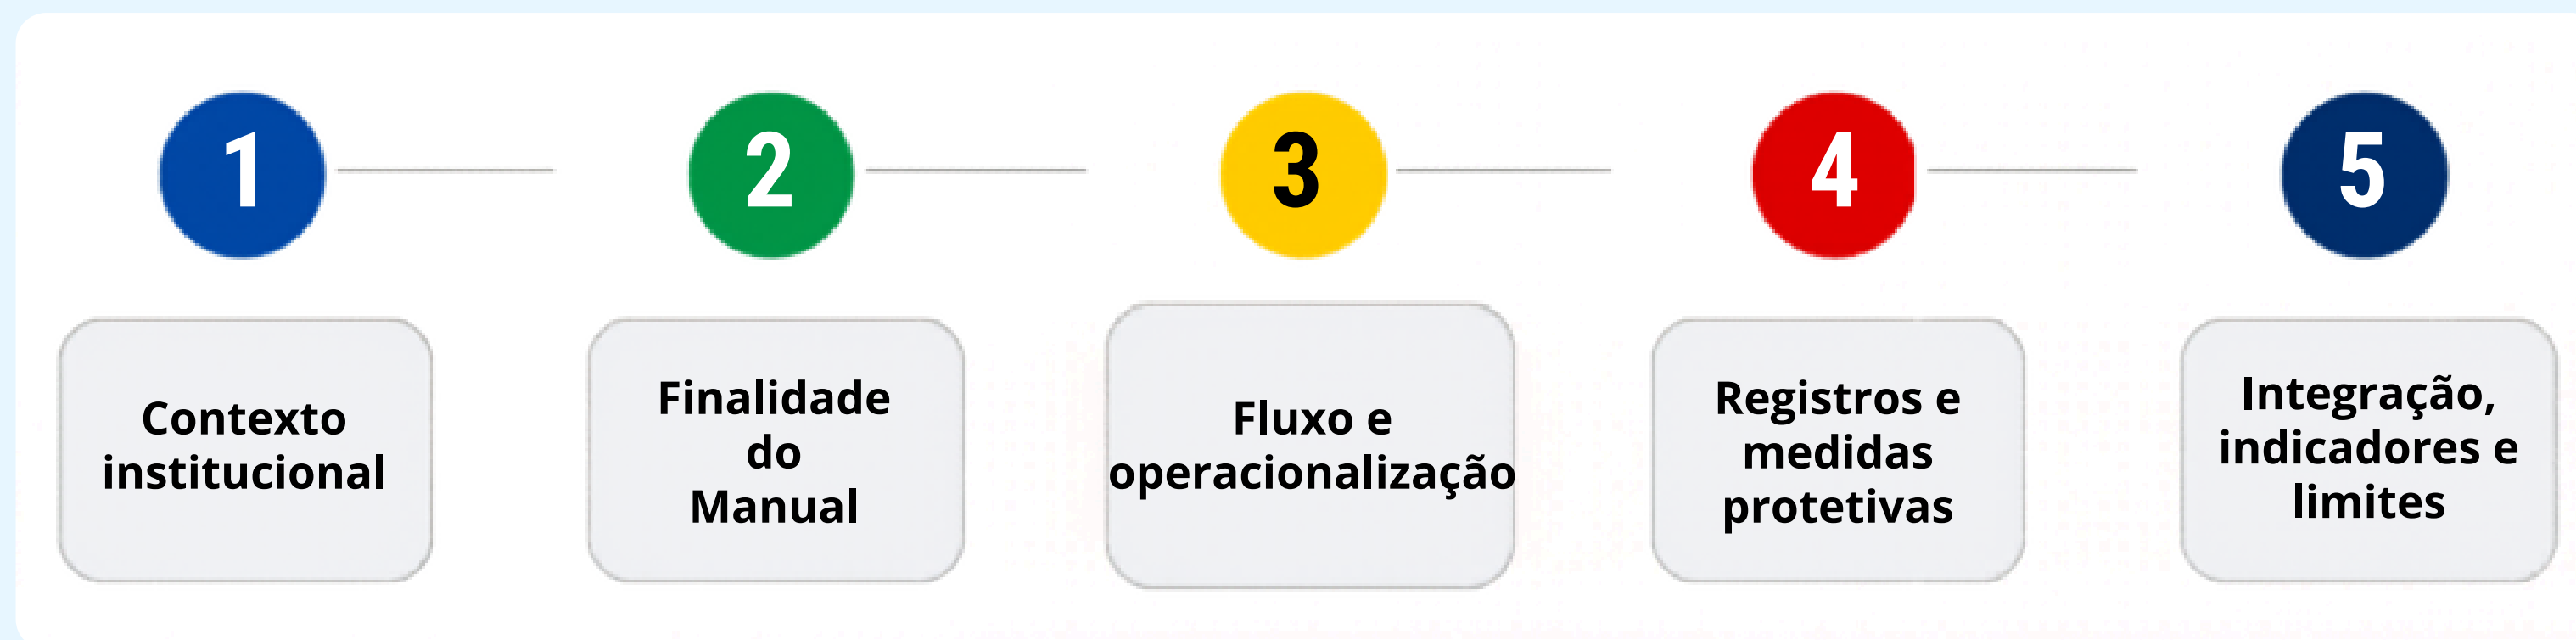 1
2
3
4
5
Contexto
institucional
Finalidade
do
Manual
Fluxo e
operacionalização
Registros e
medidas
protetivas
Integração,
indicadores e
limites